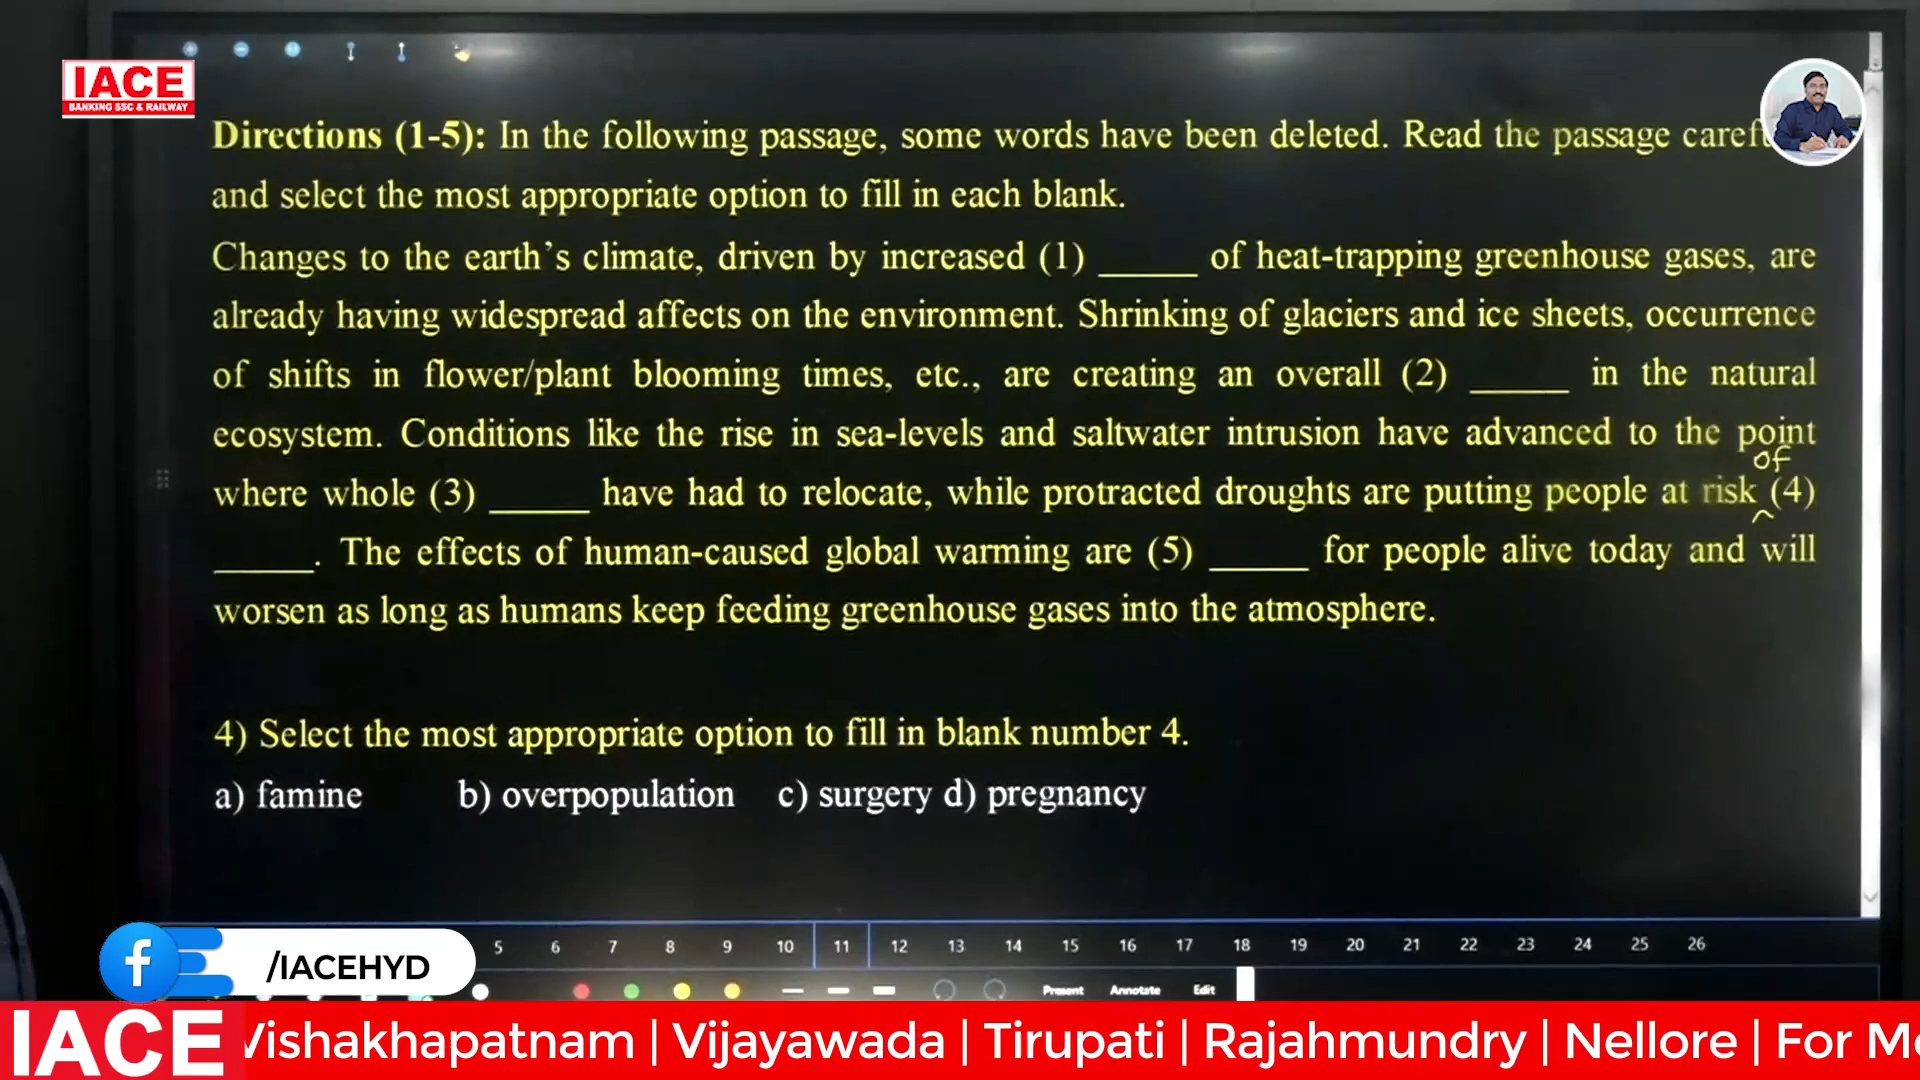 IACE
BANKING SSC & RAILWAY
Directions (1-5): In the following passage, some words have been deleted. Read the passage
and select the most appropriate option to fill in each blank.
Changes to the earth's climate, driven by increased (1) _____ of heat-trapping greenhouse gases, are
already having widespread affects on the environment. Shrinking of glaciers and ice sheets, occurrence
of shifts in flower/plant blooming times, etc., are creating an overall (2) _____ in the natural
ecosystem. Conditions like the rise in sea-levels and saltwater intrusion have advanced to the point
of
where whole (3) _____ have had to relocate, while protracted droughts are putting people at risk ^ (4)
_____. The effects of human-caused global warming are (5) _____ for people alive today and will
worsen as long as humans keep feeding greenhouse gases into the atmosphere.
4) Select the most appropriate option to fill in blank number 4.
a) famine b) overpopulation c) surgery d) pregnancy
5 6 7 8 9 10 11 12 13 14 15 16 17 18 19 20 21 22 23 24 25 26
f /IACEHYD
Present Annotate Edit
IACE Vishakhapatnam | Vijayawada | Tirupati | Rajahmundry | Nellore | For